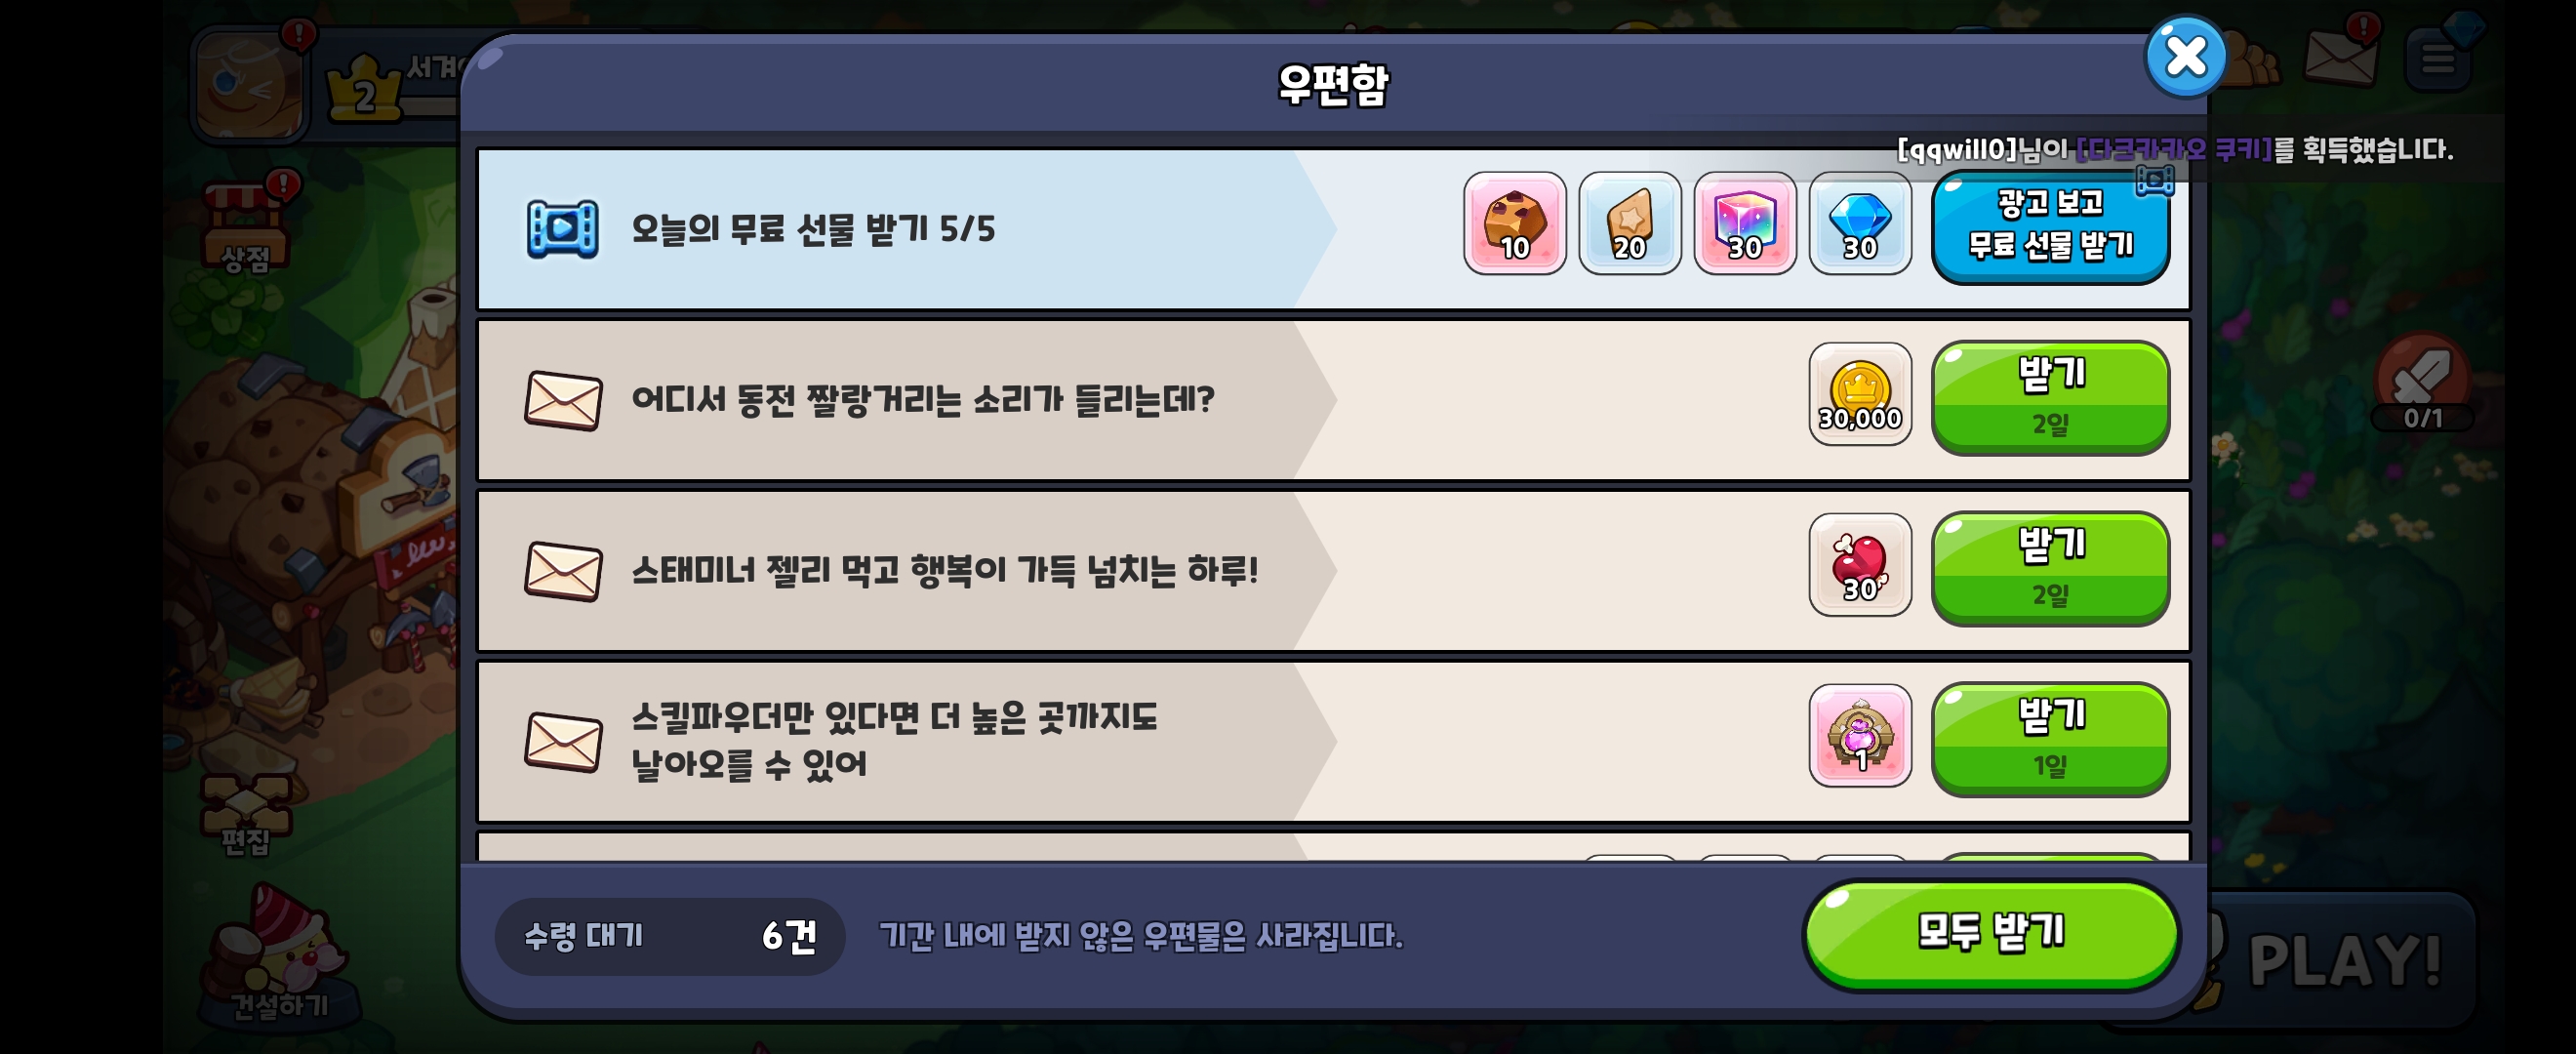 2
우편함
[qqwill0]님이 [다크카카오 쿠키]를 획득했습니다.
상점
오늘의 무료 선물 받기 5/5
10
20
30
30
광고 보고
무료 선물 받기
어디서 동전 짤랑거리는 소리가 들리는데?
30,000
받기
2일
0/1
스태미너 젤리 먹고 행복이 가득 넘치는 하루!
30
받기
2일
스킬파우더만 있다면 더 높은 곳까지도
날아오를 수 있어
1
받기
1일
편집
수령 대기
6건
기간 내에 받지 않은 우편물은 사라집니다.
모두 받기
건설하기
PLAY!